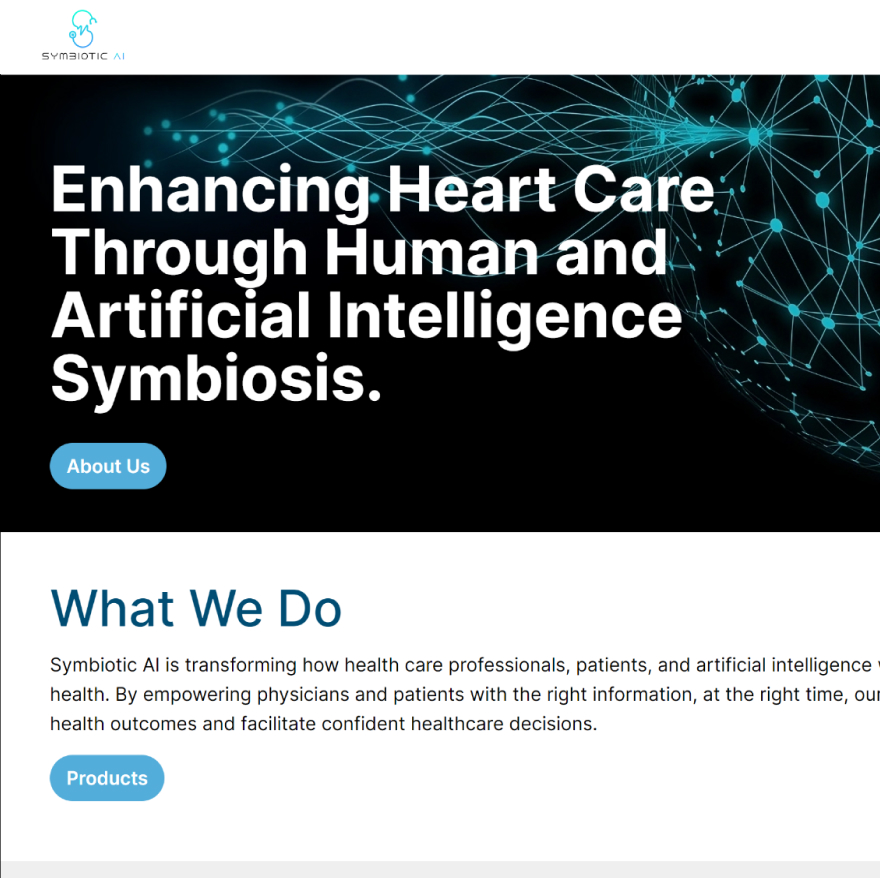 SYMBIOTIC AI
Enhancing Heart Care
Through Human and
Artificial Intelligence
Symbiosis.
About Us
What We Do
Symbiotic AI is transforming how health care professionals, patients, and artificial intelligence
health. By empowering physicians and patients with the right information, at the right time, our
health outcomes and facilitate confident healthcare decisions.
Products